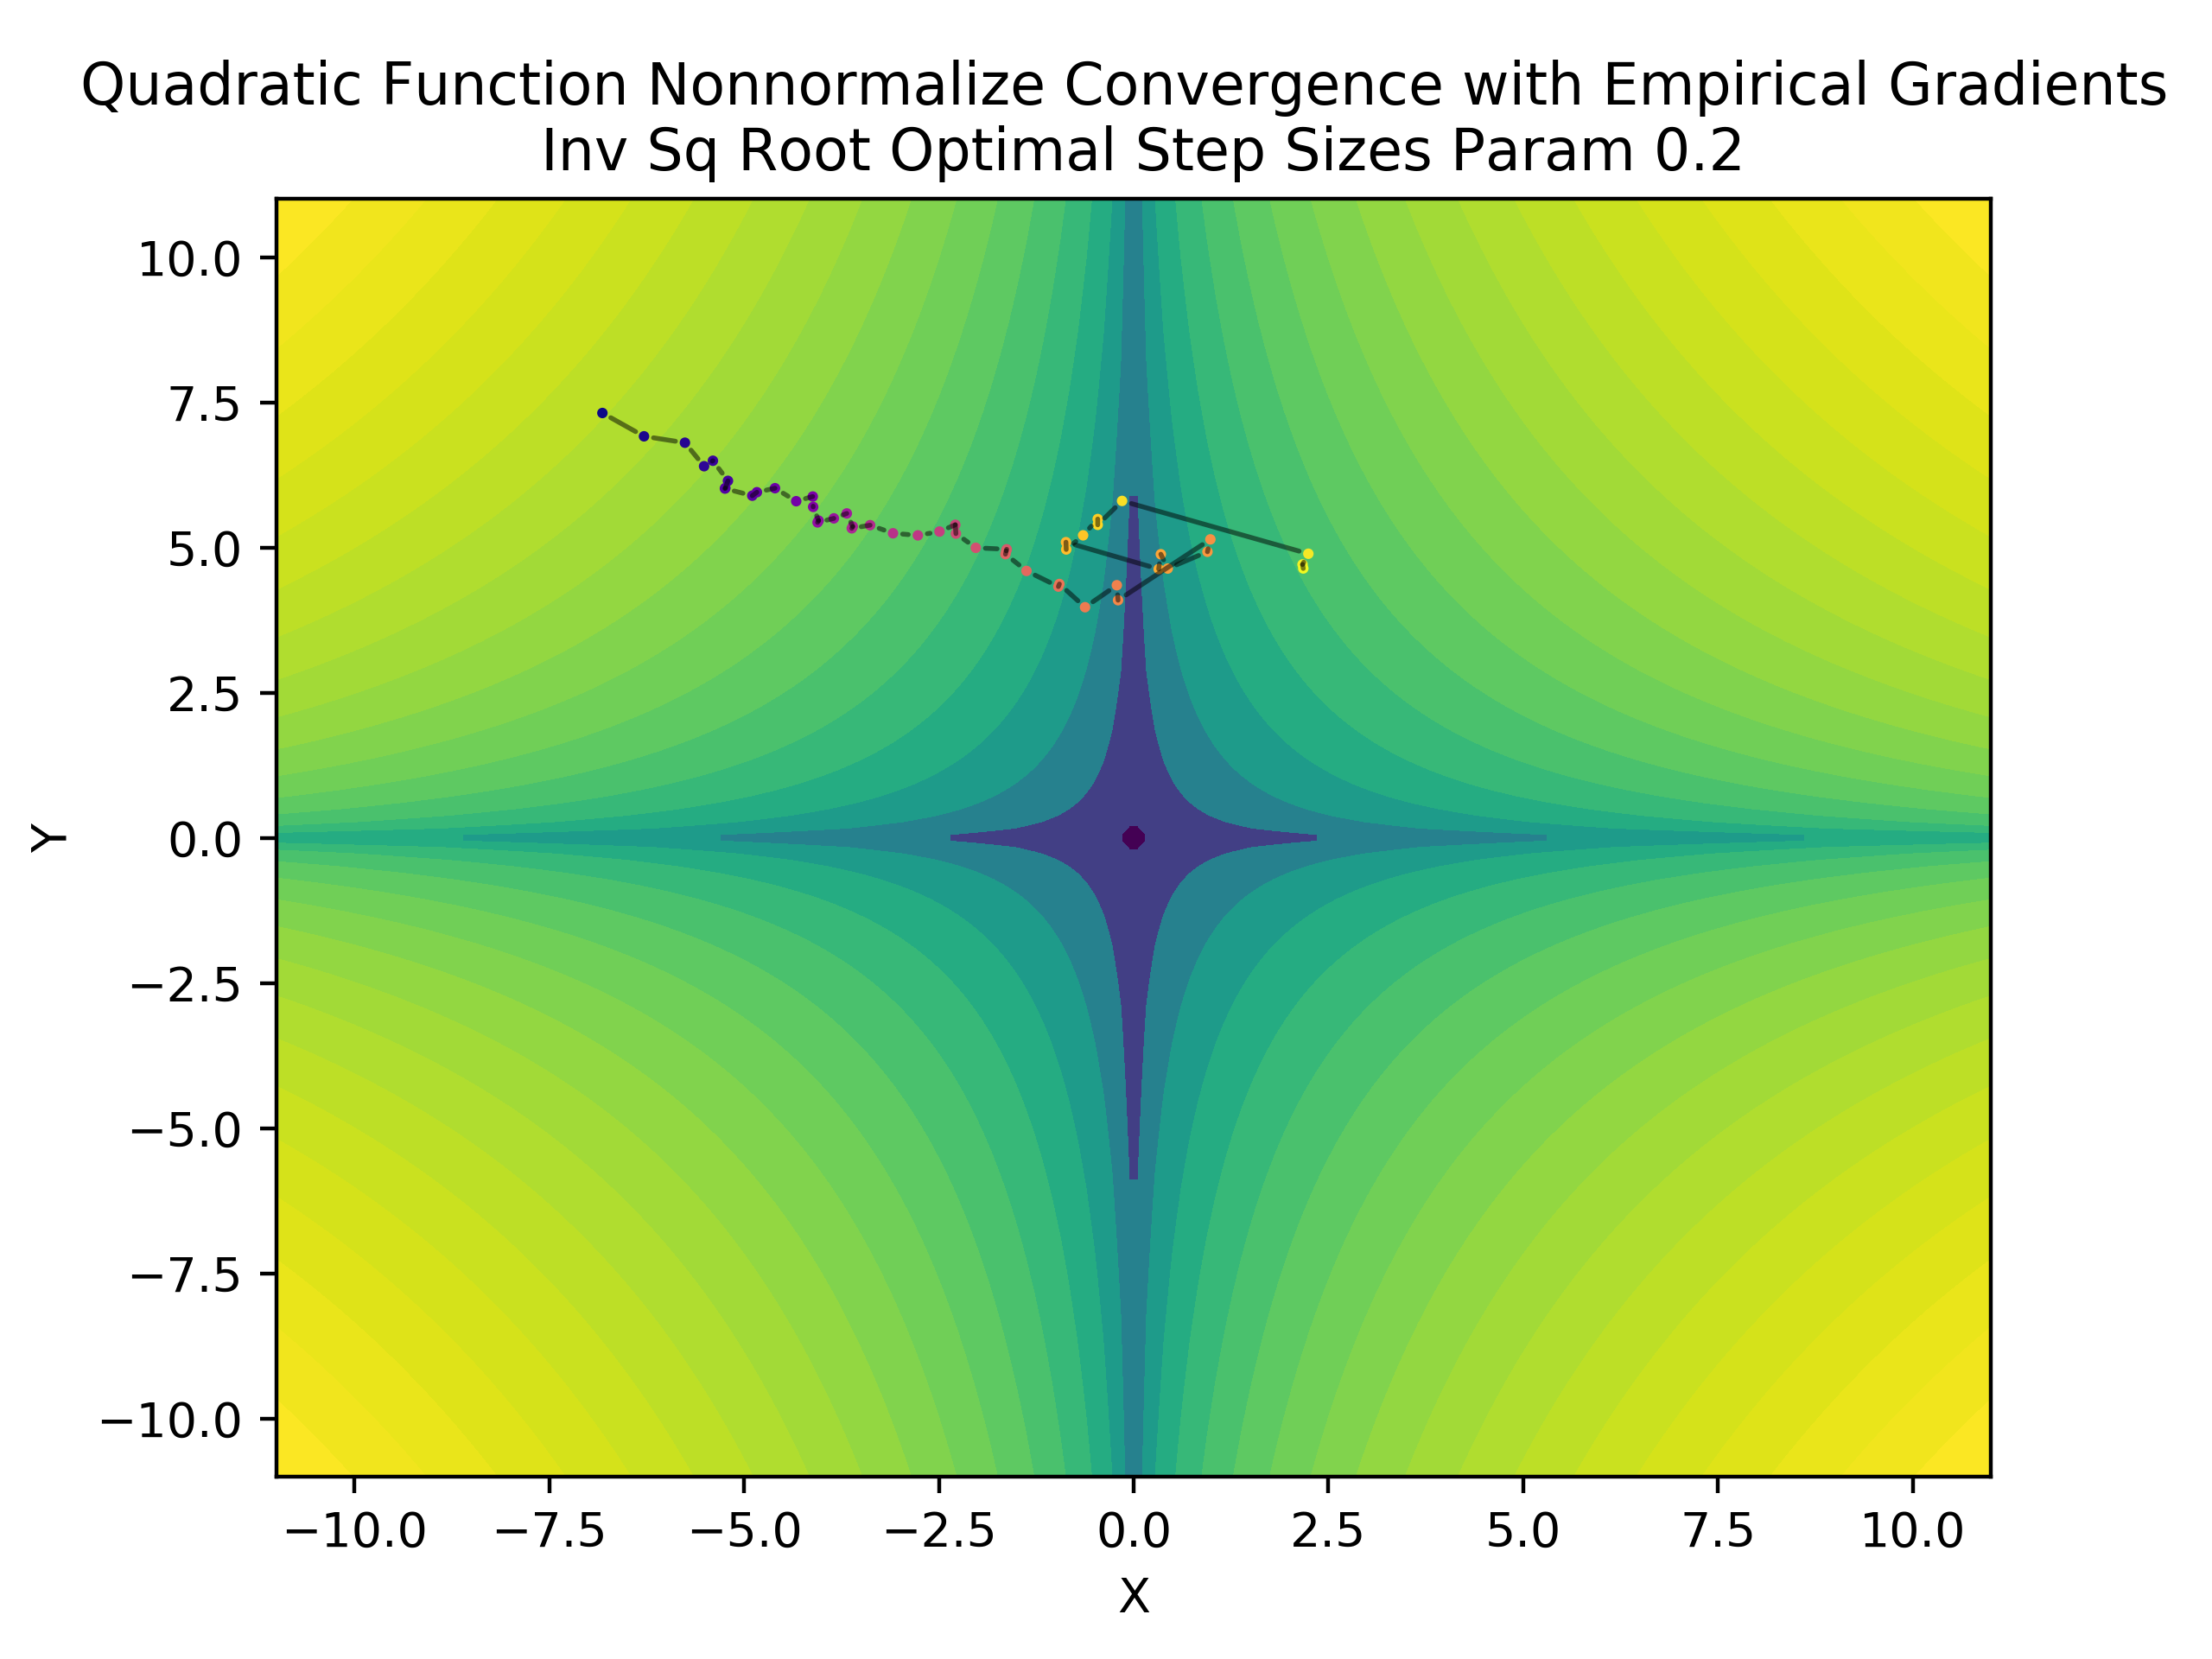 Quadratic Function Nonnormalize Convergence with Empirical Gradients
Inv Sq Root Optimal Step Sizes Param 0.2
10.0
7.5
5.0
2.5
0.0
−2.5
−5.0
−7.5
−10.0
Y
−10.0 −7.5 −5.0 −2.5 0.0 2.5 5.0 7.5 10.0
X